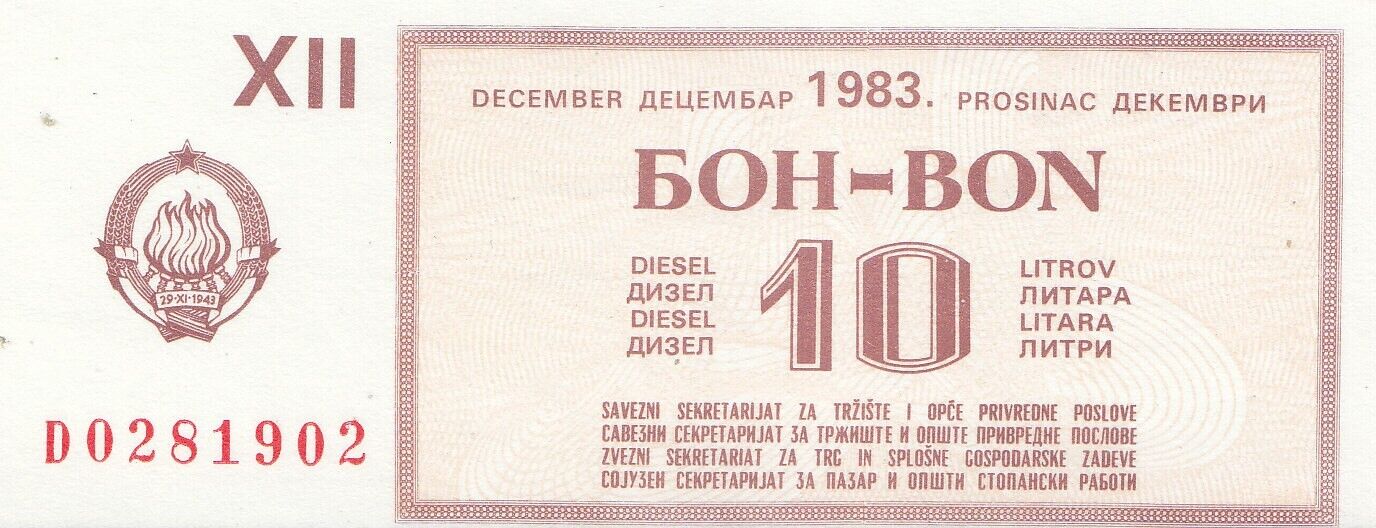 XII
DECEMBER ДЕЦЕМБАР 1983. PROSINAC ДЕКЕМВРИ
БОН-BON
DIESEL 10 LITROV
ДИЗЕЛ ЛИТАРА
DIESEL LITARA
ДИЗЕЛ ЛИТРИ
29·XI·1943
D0281902
SAVEZNI SEKRETARIJAT ZA TRŽIŠTE I OPĆE PRIVREDNE POSLOVE
САВЕЗНИ СЕКРЕТАРИЈАТ ЗА ТРЖИШТЕ И ОПШТЕ ПРИВРЕДНЕ ПОСЛОВЕ
ZVEZNI SEKRETARIAT ZA TRG IN SPLOŠNE GOSPODARSKE ZADEVE
СОЈУЗЕН СЕКРЕТАРИЈАТ ЗА ПАЗАР И ОПШТИ СТОПАНСКИ РАБОТИ